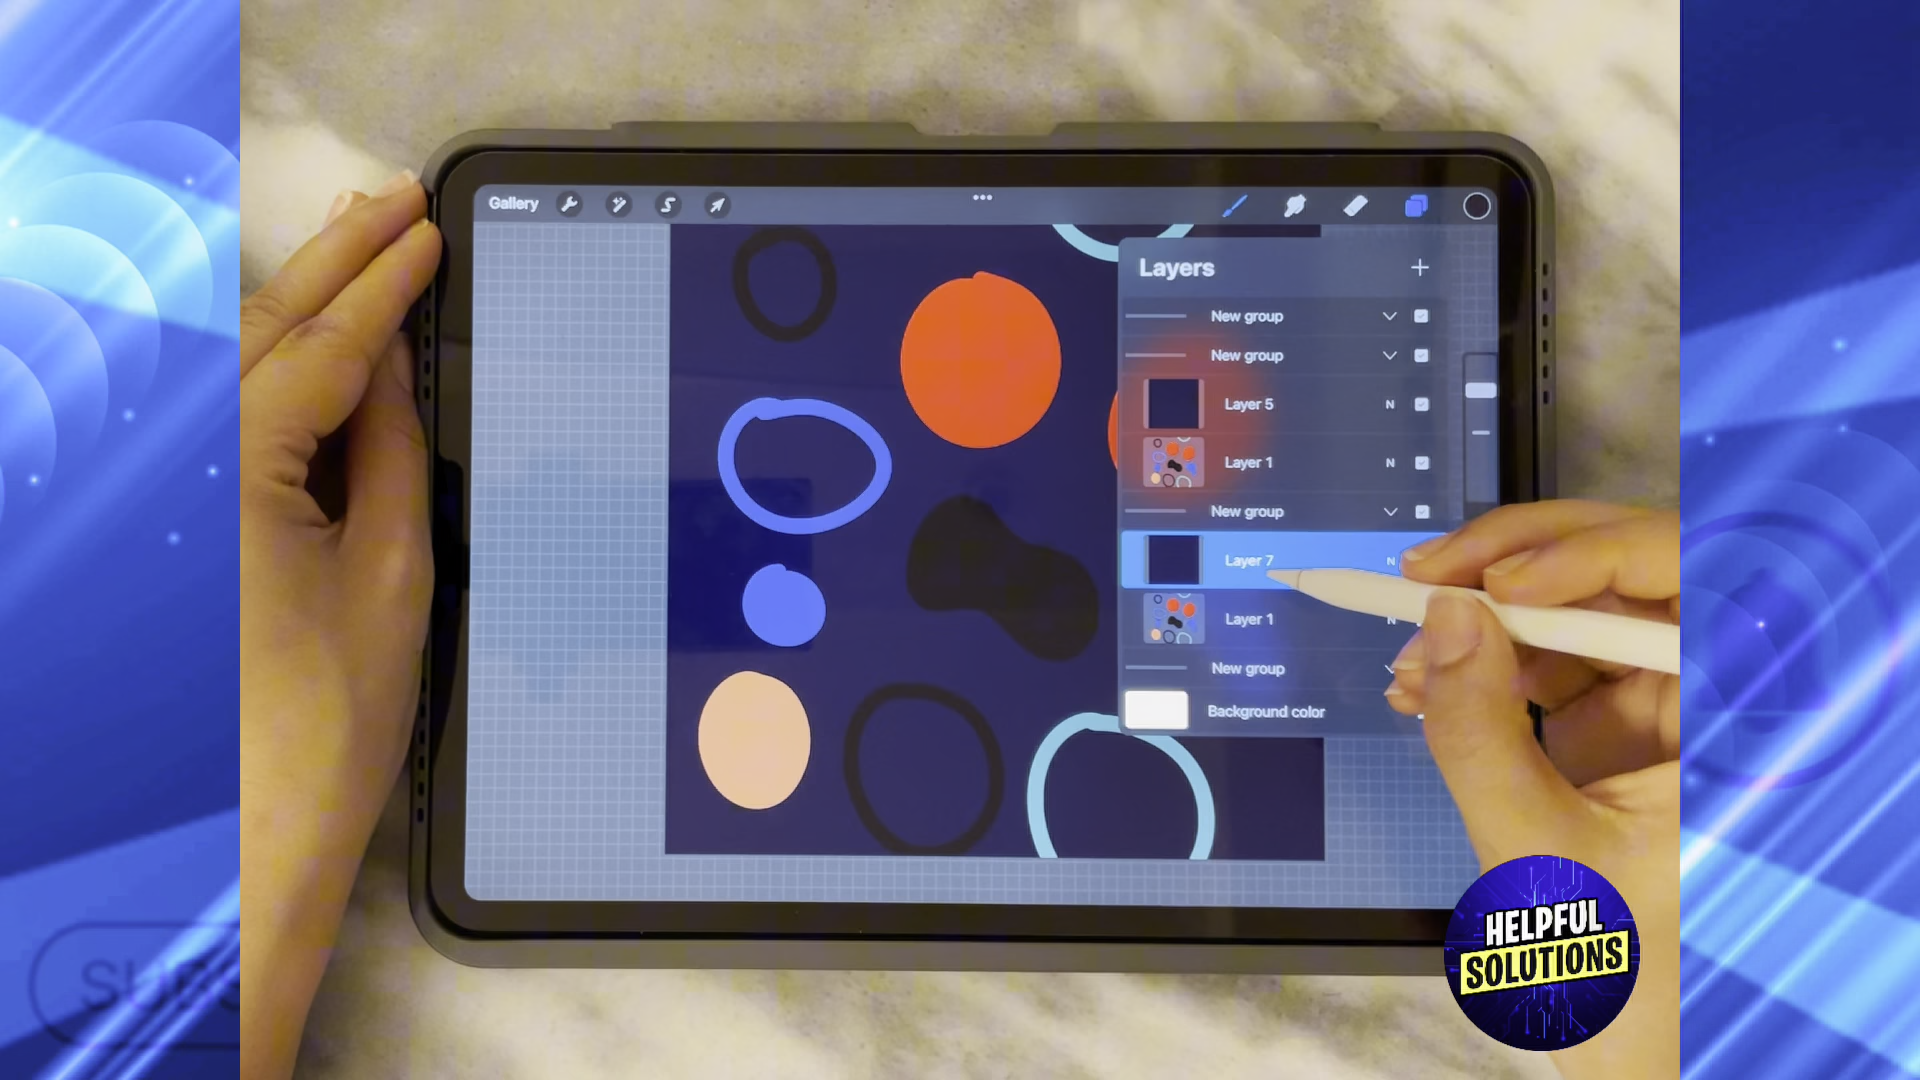 Gallery
Layers
New group
New group
Layer 5 N
Layer 1 N
New group
Layer 7 N
Layer 1 N
New group
Background color
HELPFUL
SOLUTIONS